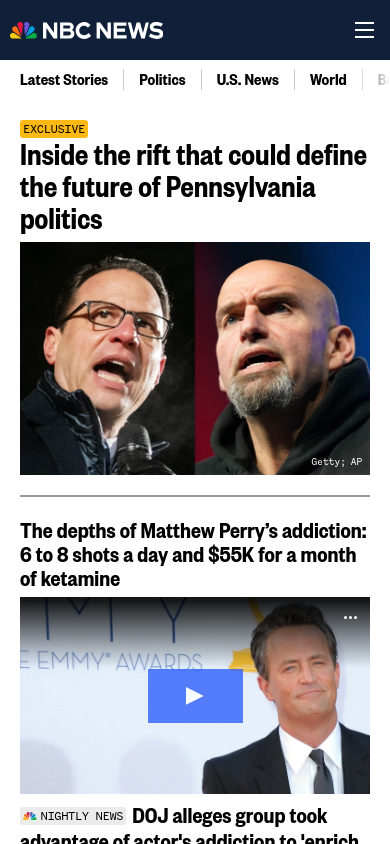 NBC NEWS
Latest Stories
Politics
U.S. News
World
EXCLUSIVE
Inside the rift that could define
the future of Pennsylvania
politics
Getty; AP
The depths of Matthew Perry’s addiction:
6 to 8 shots a day and $55K for a month
of ketamine
EMMY AWARDS
NIGHTLY NEWS DOJ alleges group took
advantage of actor's addiction to 'enrich